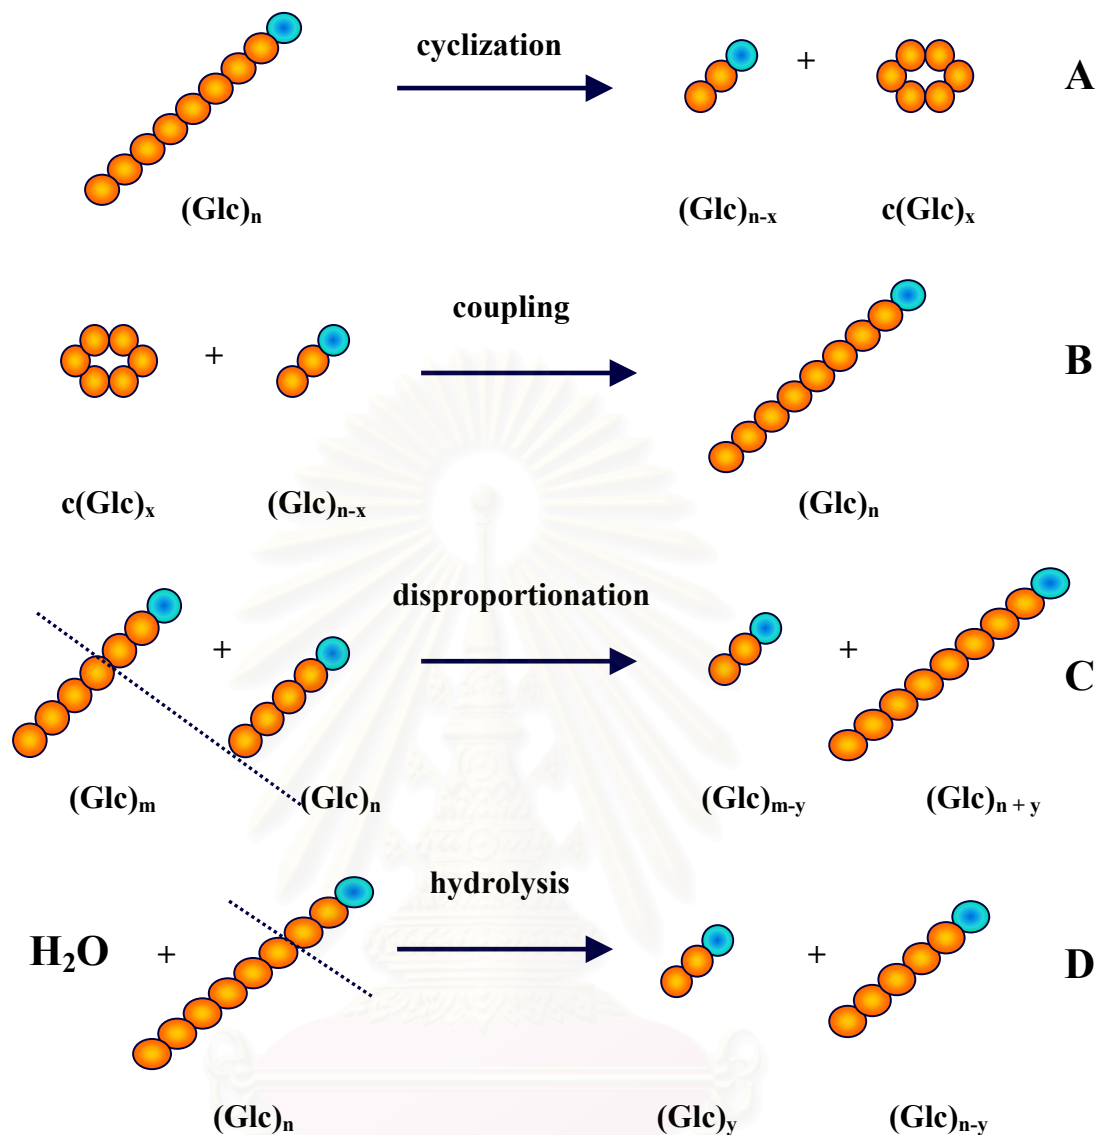 cyclization
+
A
(Glc)n
(Glc)n-x
c(Glc)x
coupling
+
B
c(Glc)x
(Glc)n-x
(Glc)n
disproportionation
+
+
C
(Glc)m
(Glc)n
(Glc)m-y
(Glc)n + y
hydrolysis
H2O
+
+
D
(Glc)n
(Glc)y
(Glc)n-y